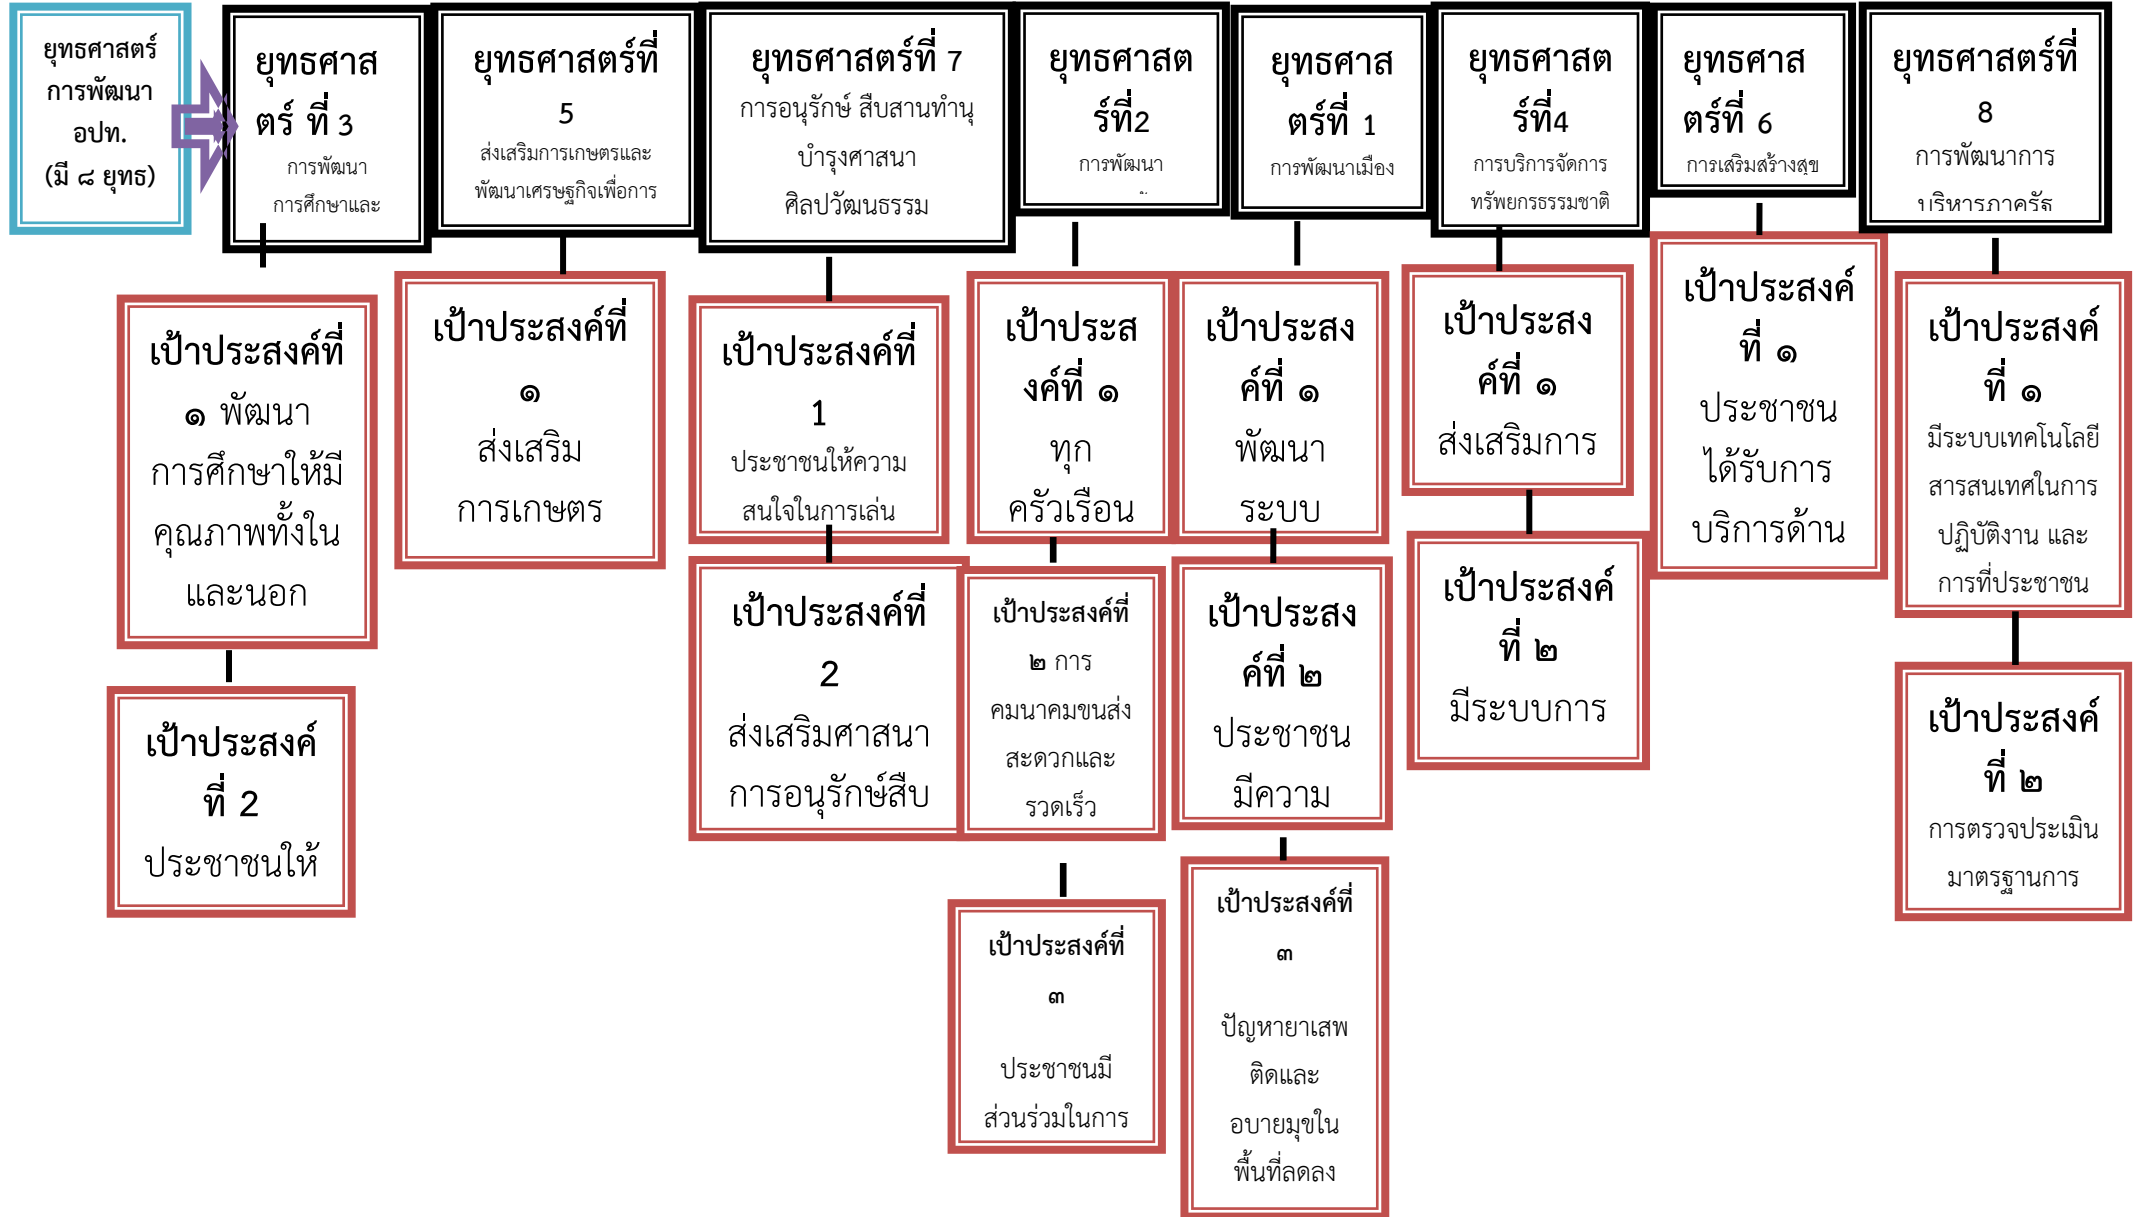 ยุทธศาสตร์
การพัฒนา
อปท.
(มี ๘ ยุทธ)
ยุทธศาส
ตร์ ที่ 3
การพัฒนา
การศึกษาและ
ยุทธศาสตร์ที่
5
ส่งเสริมการเกษตรและ
พัฒนาเศรษฐกิจเพื่อการ
ยุทธศาสตร์ที่ 7
การอนุรักษ์ สืบสานทำนุ
บำรุงศาสนา
ศิลปวัฒนธรรม
ยุทธศาสต
ร์ที่2
การพัฒนา
ยุทธศาส
ตร์ที่ 1
การพัฒนาเมือง
ยุทธศาสต
ร์ที่4
การบริการจัดการ
ทรัพยกรธรรมชาติ
ยุทธศาส
ตร์ที่ 6
การเสริมสร้างสุข
ยุทธศาสตร์ที่
8
การพัฒนาการ
บริหารภาครัฐ
เป้าประสงค์ที่
๑ พัฒนา
การศึกษาให้มี
คุณภาพทั้งใน
และนอก
เป้าประสงค์
ที่ 2
ประชาชนให้
เป้าประสงค์ที่
๑
ส่งเสริม
การเกษตร
เป้าประสงค์ที่
1
ประชาชนให้ความ
สนใจในการเล่น
เป้าประสงค์ที่
2
ส่งเสริมศาสนา
การอนุรักษ์สืบ
เป้าประส
งค์ที่ ๑
ทุก
ครัวเรือน
เป้าประสงค์ที่
๒ การ
คมนาคมขนส่ง
สะดวกและ
รวดเร็ว
เป้าประสงค์ที่
๓
ประชาชนมี
ส่วนร่วมในการ
เป้าประสง
ค์ที่ ๑
พัฒนา
ระบบ
เป้าประสง
ค์ที่ ๒
ประชาชน
มีความ
เป้าประสงค์ที่
๓
ปัญหายาเสพ
ติดและ
อบายมุขใน
พื้นที่ลดลง
เป้าประสง
ค์ที่ ๑
ส่งเสริมการ
เป้าประสงค์
ที่ ๒
มีระบบการ
เป้าประสงค์
ที่ ๑
ประชาชน
ได้รับการ
บริการด้าน
เป้าประสงค์
ที่ ๑
มีระบบเทคโนโลยี
สารสนเทศในการ
ปฏิบัติงาน และ
การที่ประชาชน
เป้าประสงค์
ที่ ๒
การตรวจประเมิน
มาตรฐานการ